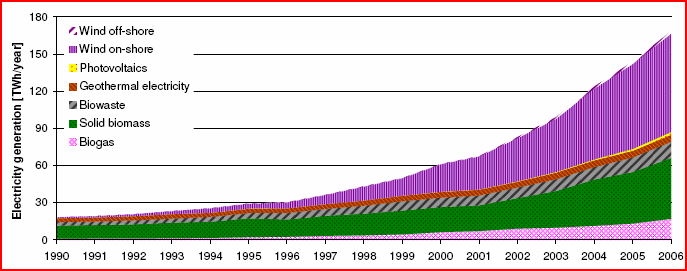 Electricity generation [TWh/year]
180
150
120
90
60
30
0
Wind off-shore
Wind on-shore
Photovoltaics
Geothermal electricity
Biowaste
Solid biomass
Biogas
1990 1991 1992 1993 1994 1995 1996 1997 1998 1999 2000 2001 2002 2003 2004 2005 2006